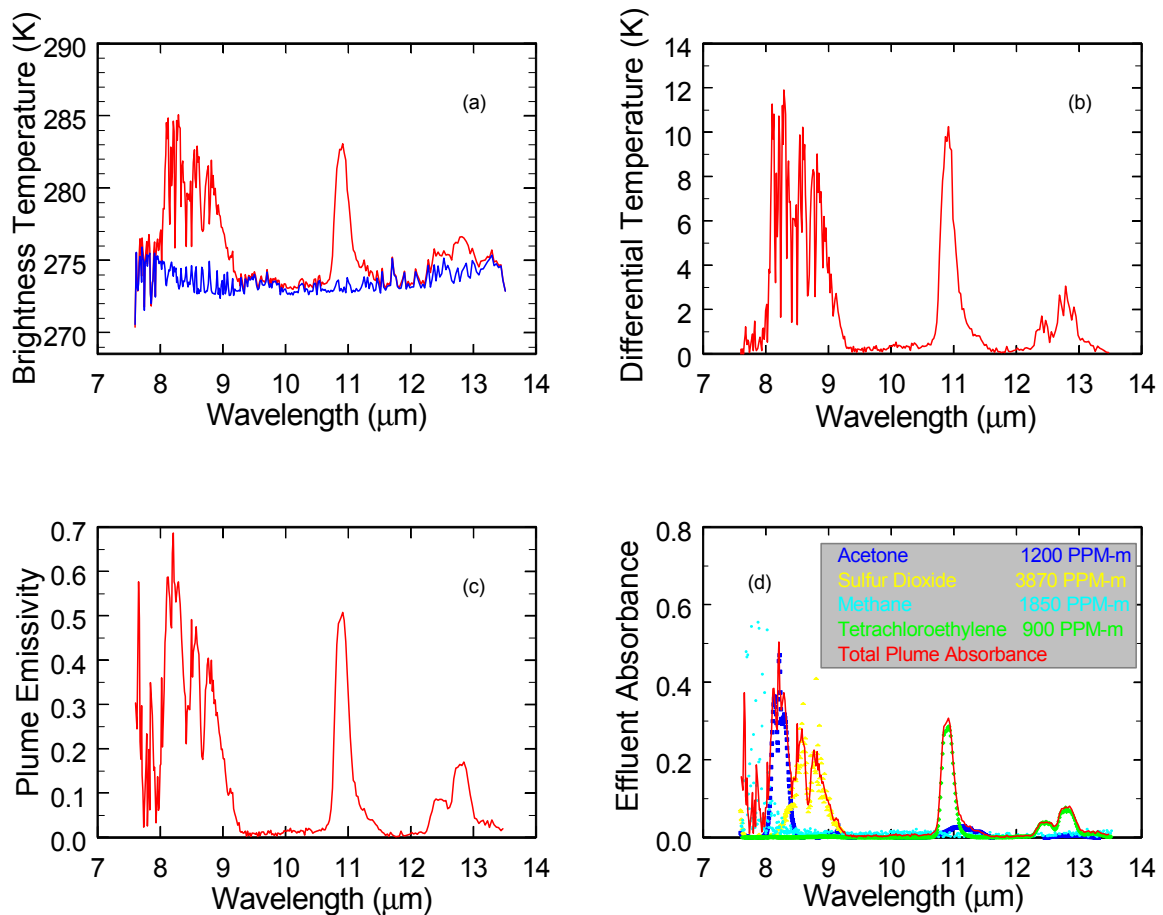 Brightness Temperature (K)
290
285
280
275
270
(a)
7 8 9 10 11 12 13 14
Wavelength (μm)
Differential Temperature (K)
14
12
10
8
6
4
2
0
(b)
7 8 9 10 11 12 13 14
Wavelength (μm)
Plume Emissivity
0.7
0.6
0.5
0.4
0.3
0.2
0.1
0.0
(c)
7 8 9 10 11 12 13 14
Wavelength (μm)
Effluent Absorbance
0.8
0.6
0.4
0.2
0.0
(d)
Acetone 1200 PPM-m
Sulfur Dioxide 3870 PPM-m
Methane 1850 PPM-m
Tetrachloroethylene 900 PPM-m
Total Plume Absorbance
7 8 9 10 11 12 13 14
Wavelength (μm)